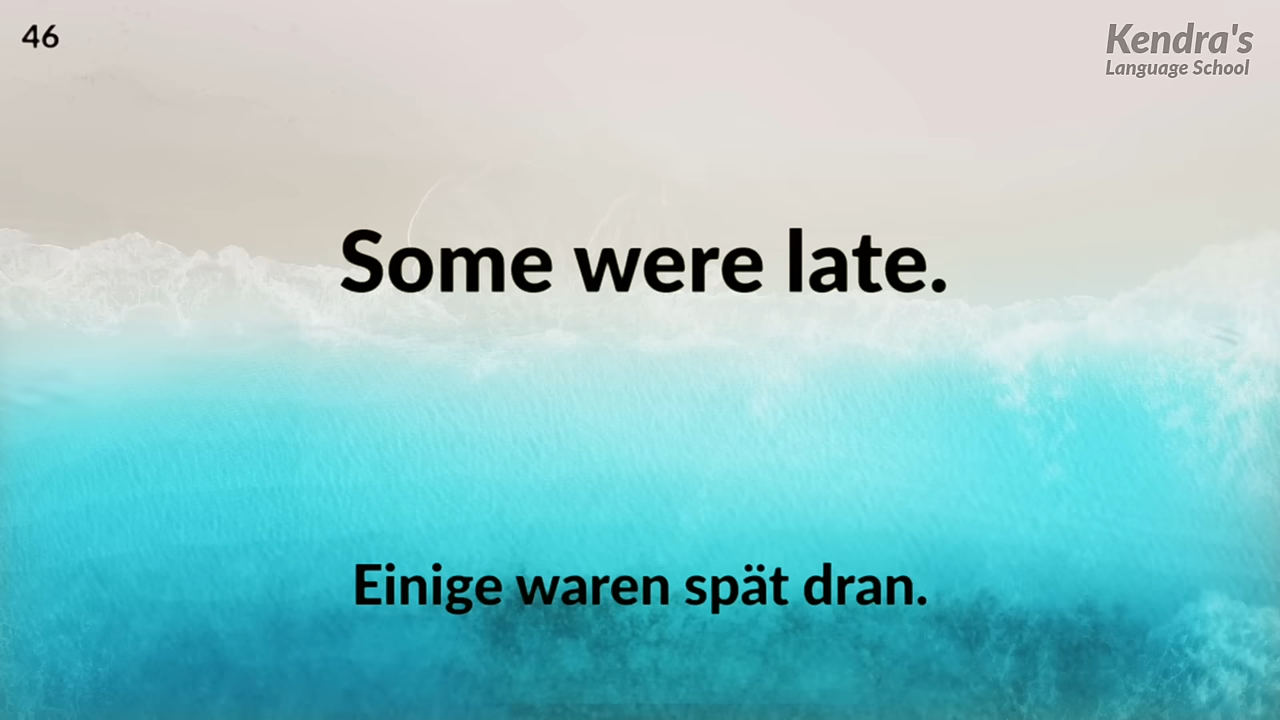 46
Kendra's
Language School
Some were late.
Einige waren spät dran.